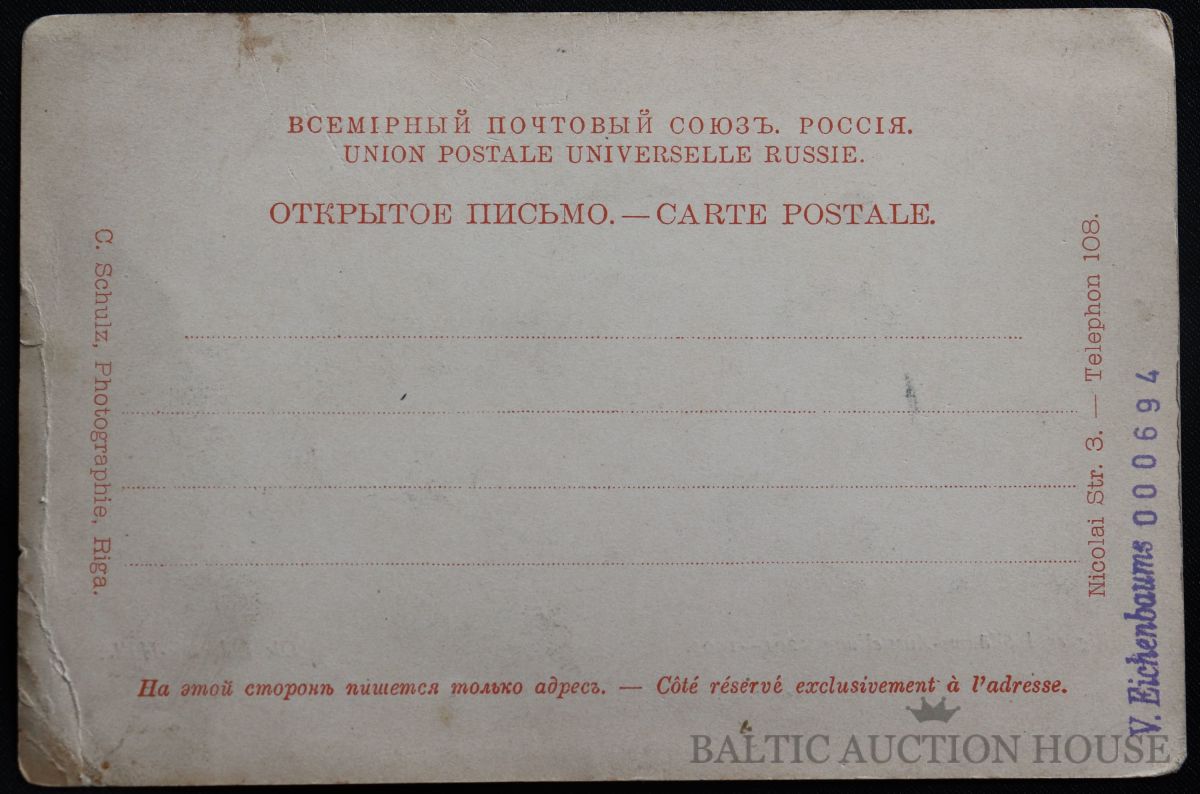 ВСЕМІРНЫЙ ПОЧТОВЫЙ СОЮЗЪ. РОССІЯ.
UNION POSTALE UNIVERSELLE RUSSIE.
ОТКРЫТОЕ ПИСЬМО. — CARTE POSTALE.
C. Schulz, Photographie, Riga.
Nicolai Str. 3. — Telephon 108.
V. Eichenbaums 000694
На этой сторонѣ пишется только адресъ. — Côté réservé exclusivement à l'adresse.
BALTIC AUCTION HOUSE